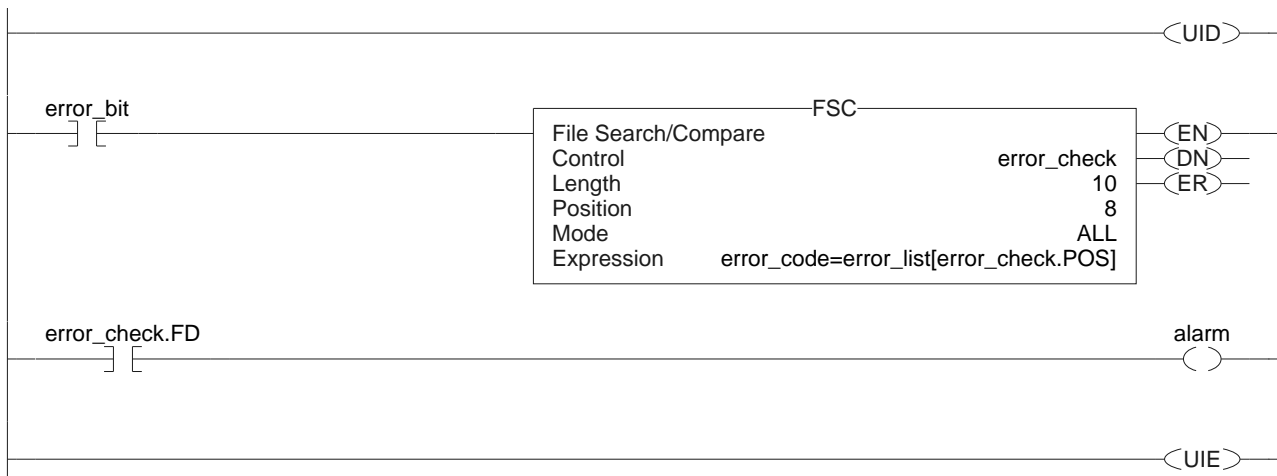 UID
error_bit
FSC
File Search/Compare
Control error_check
Length 10
Position 8
Mode ALL
Expression error_code=error_list[error_check.POS]
EN
DN
ER
error_check.FD
alarm
UIE